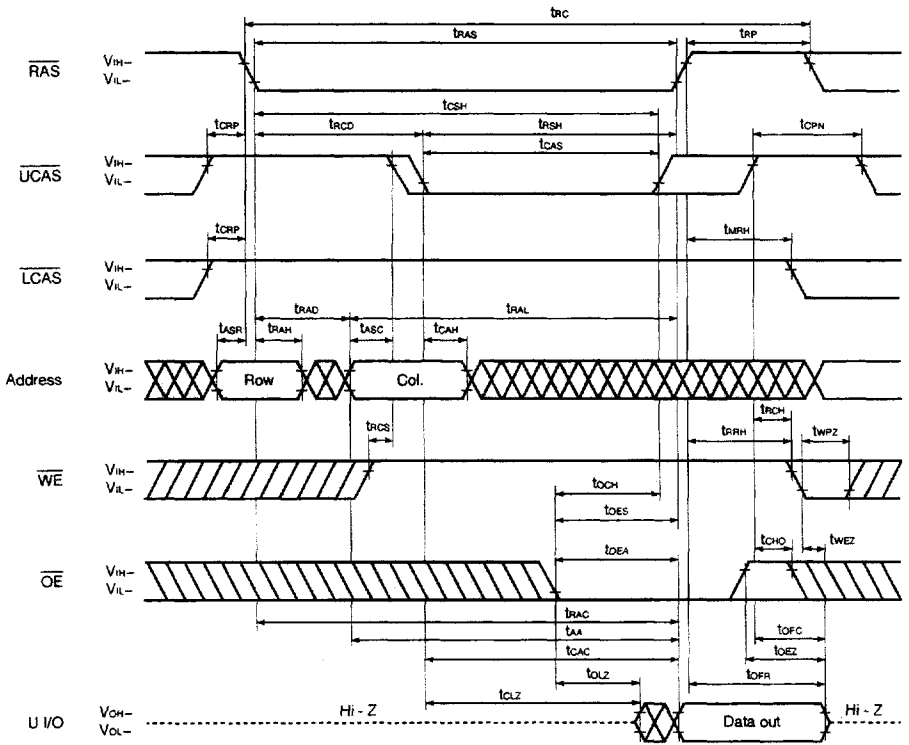 tRC
tRAS
tRP
RAS
VIH–
VIL–
tCSH
tCRP
tRCD
tRSH
tCPN
tCAS
UCAS
VIH–
VIL–
tCRP
tMRH
LCAS
VIH–
VIL–
tRAD
tRAL
tASR
tRAH
tASC
tCAH
Address
VIH–
VIL–
Row
Col.
tRCH
tRCS
tRRH
tWPZ
WE
VIH–
VIL–
tOCH
tOES
tCHO
tWEZ
tOEA
OE
VIH–
VIL–
tRAC
tAA
tOFC
tCAC
tOEZ
tOLZ
tOFR
tCLZ
U I/O
VOH–
VOL–
Hi - Z
Data out
Hi - Z